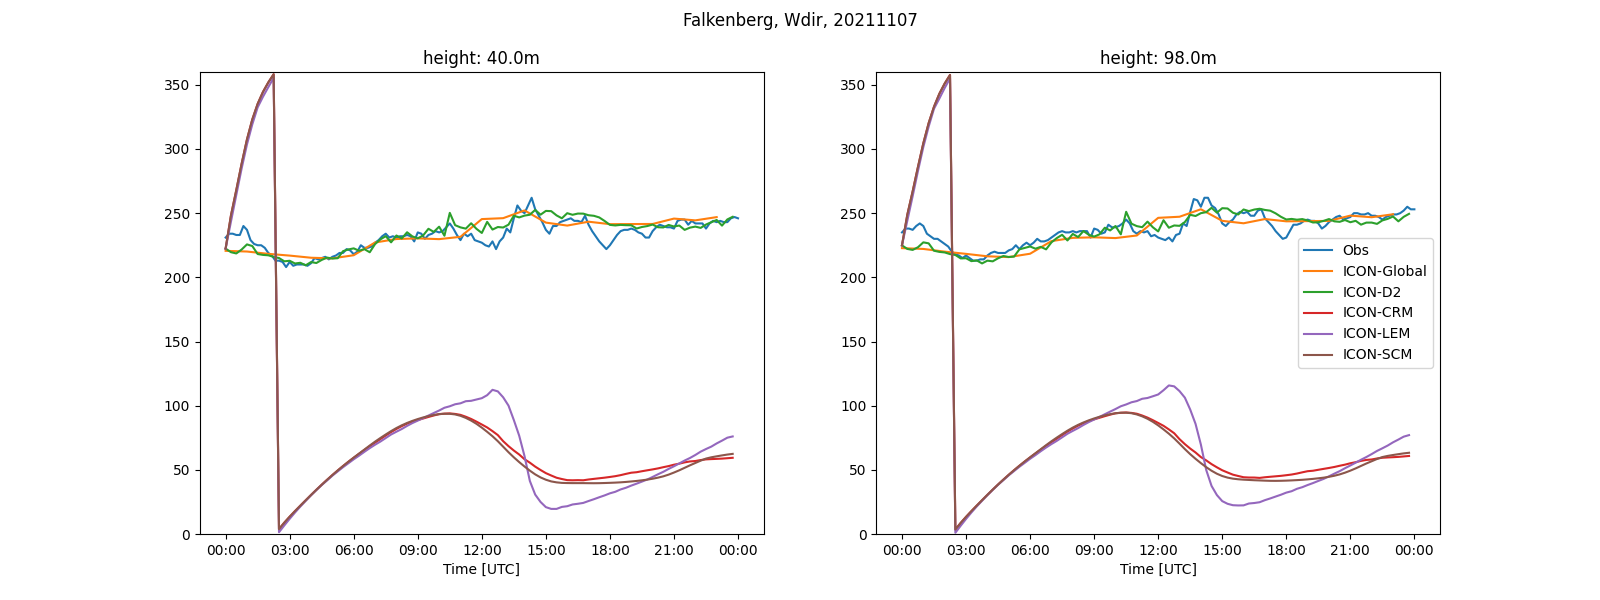 Falkenberg, Wdir, 20211107
height: 40.0m
350
300
250
200
150
100
50
0
00:00 03:00 06:00 09:00 12:00 15:00 18:00 21:00 00:00
Time [UTC]
height: 98.0m
350
300
250
200
150
100
50
0
Obs
ICON-Global
ICON-D2
ICON-CRM
ICON-LEM
ICON-SCM
00:00 03:00 06:00 09:00 12:00 15:00 18:00 21:00 00:00
Time [UTC]